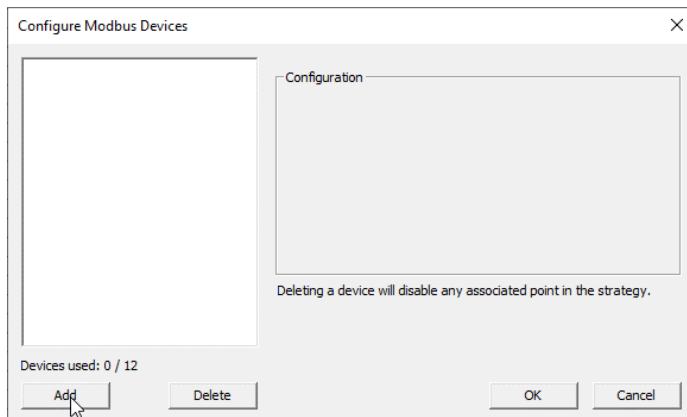 Configure Modbus Devices
Configuration
Deleting a device will disable any associated point in the strategy.
Devices used: 0 / 12
Add
Delete
OK
Cancel